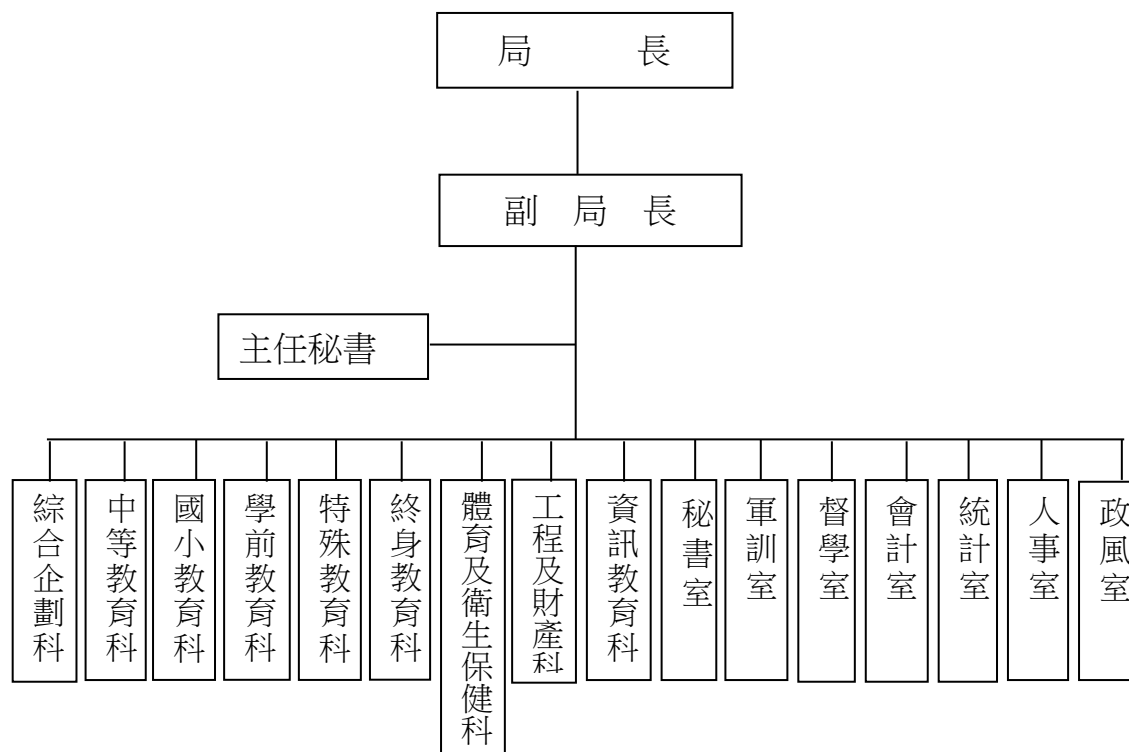 局 長
副 局 長
主任秘書
綜合企劃科
中等教育科
國小教育科
學前教育科
特殊教育科
終身教育科
體育及衛生保健科
工程及財產科
資訊教育科
秘書室
軍訓室
督學室
會計室
統計室
人事室
政風室